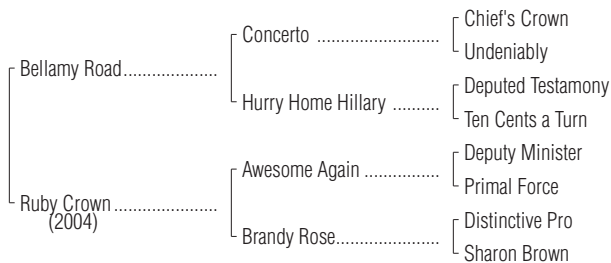 Chief's Crown
Concerto ........................
Undeniably
Bellamy Road....................
Deputed Testamony
Hurry Home Hillary ..........
Ten Cents a Turn
Deputy Minister
Awesome Again ................
Primal Force
Ruby Crown......................
(2004)
Distinctive Pro
Brandy Rose......................
Sharon Brown